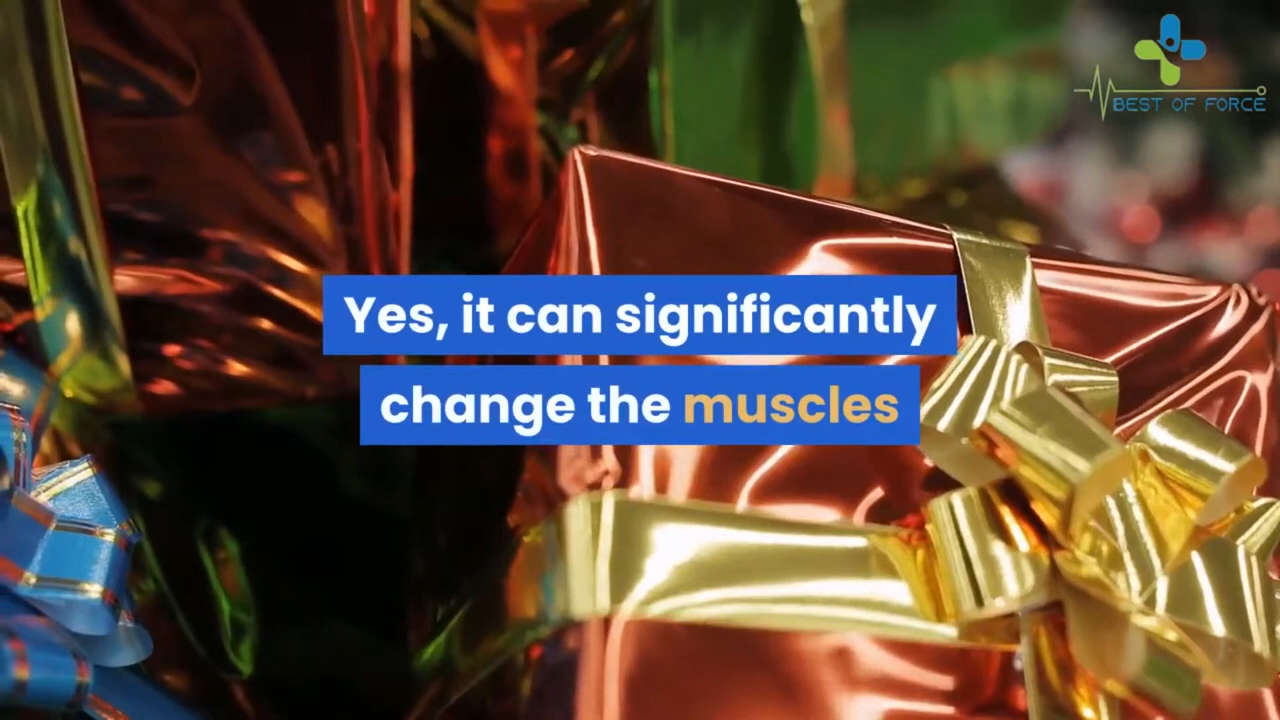 BEST OF FORCE
Yes, it can significantly
change the muscles